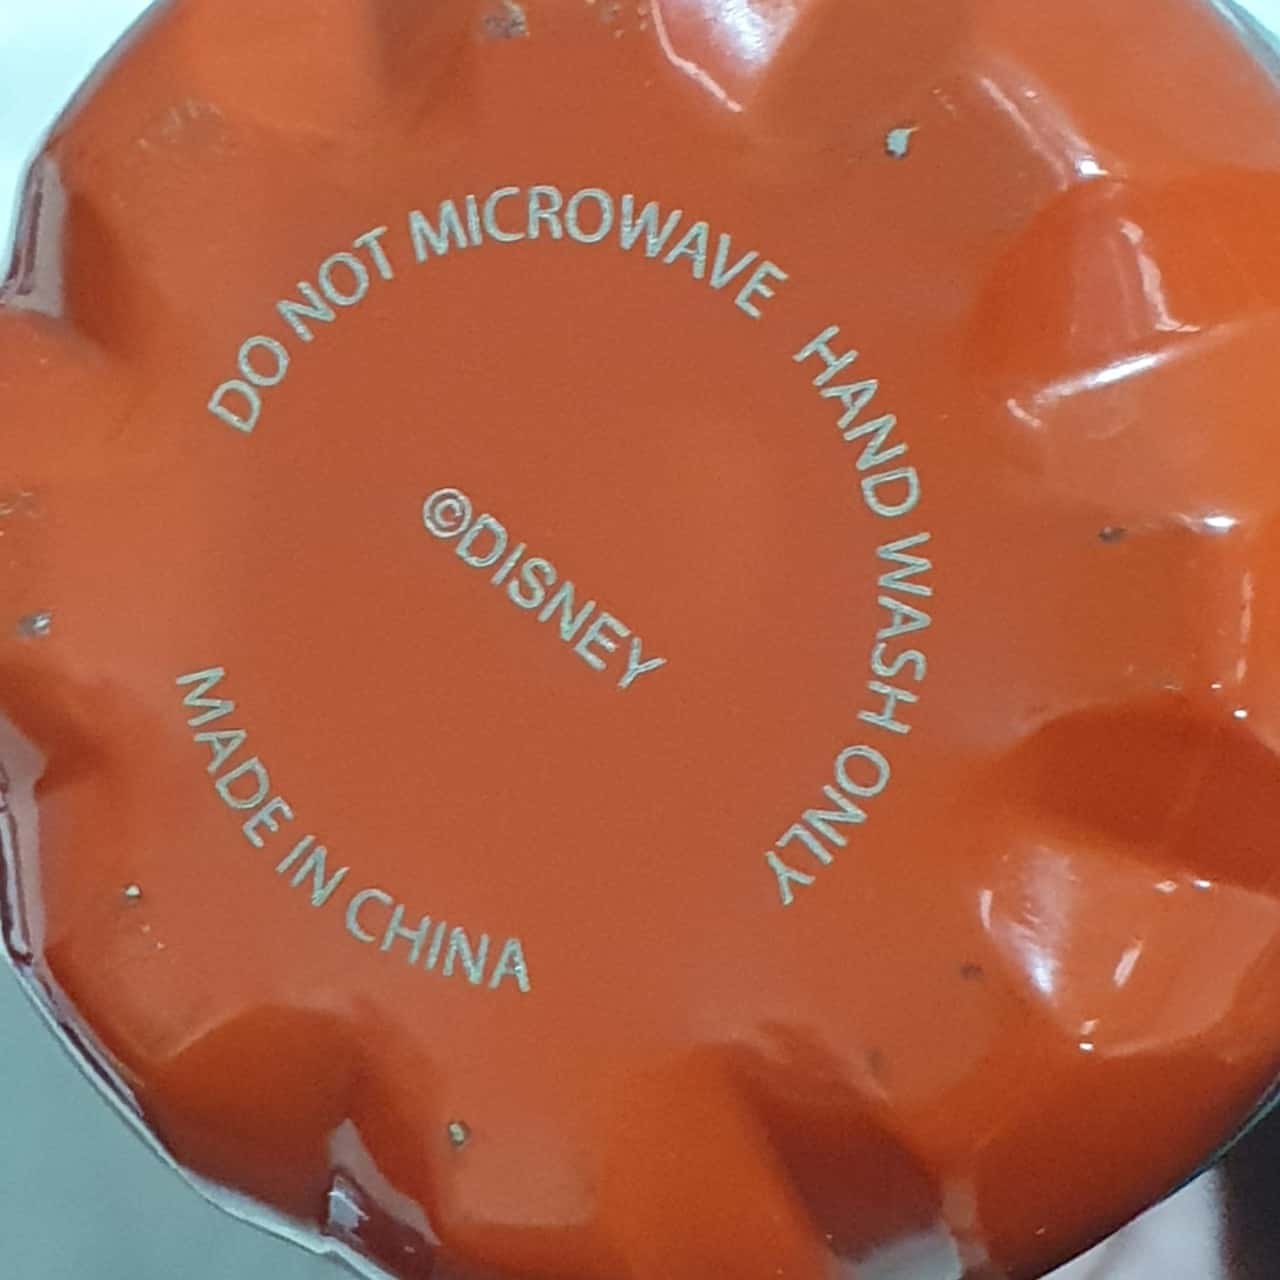 DO NOT MICROWAVE
HAND WASH ONLY
©DISNEY
MADE IN CHINA